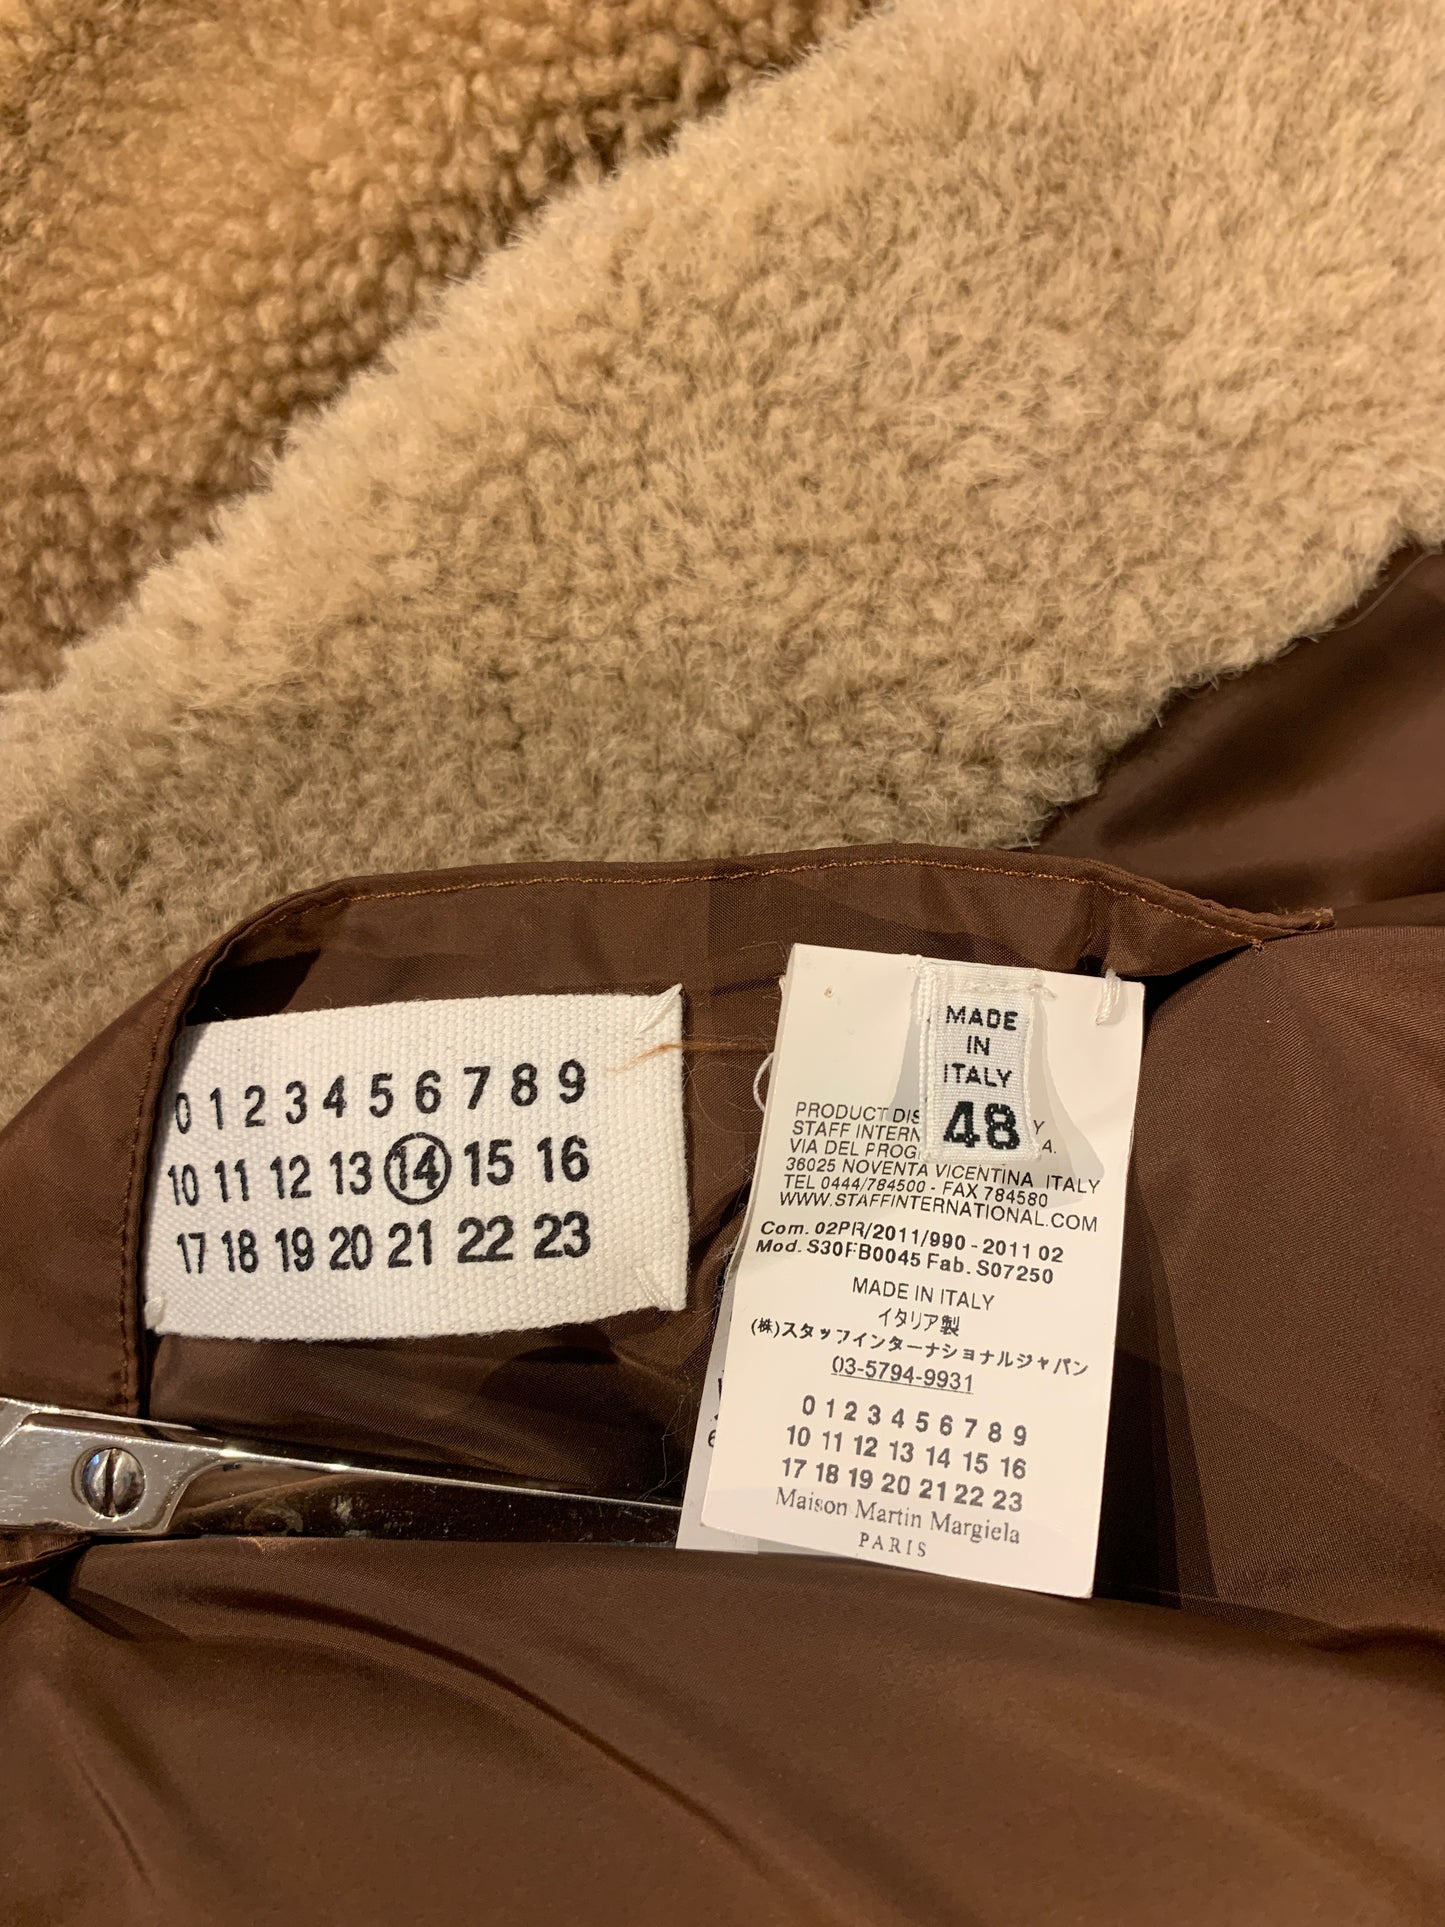 0 1 2 3 4 5 6 7 8 9
10 11 12 13 14 15 16
17 18 19 20 21 22 23
MADE
IN
ITALY
48
PRODUCT DIS Y
STAFF INTERN A.
VIA DEL PROG
36025 NOVENTA VICENTINA ITALY
TEL 0444/784500 - FAX 784580
WWW.STAFFINTERNATIONAL.COM
Com. 02PR/2011/990 - 2011 02
Mod. S30FB0045 Fab. S07250
MADE IN ITALY
イタリア製
(株)スタッフインターナショナルジャパン
03-5794-9931
0 1 2 3 4 5 6 7 8 9
10 11 12 13 14 15 16
17 18 19 20 21 22 23
Maison Martin Margiela
PARIS